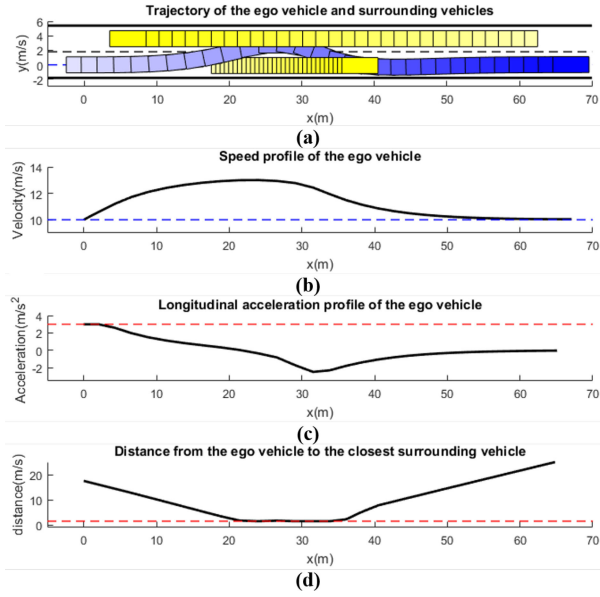 Trajectory of the ego vehicle and surrounding vehicles
y(m/s)
6
4
2
0
-2
0 10 20 30 40 50 60 70
x(m)
(a)
Speed profile of the ego vehicle
Velocity(m/s)
14
12
10
0 10 20 30 40 50 60 70
x(m)
(b)
Longitudinal acceleration profile of the ego vehicle
Acceleration(m/s2
4
2
0
-2
0 10 20 30 40 50 60 70
x(m)
(c)
Distance from the ego vehicle to the closest surrounding vehicle
distance(m/s)
20
10
0
0 10 20 30 40 50 60 70
x(m)
(d)